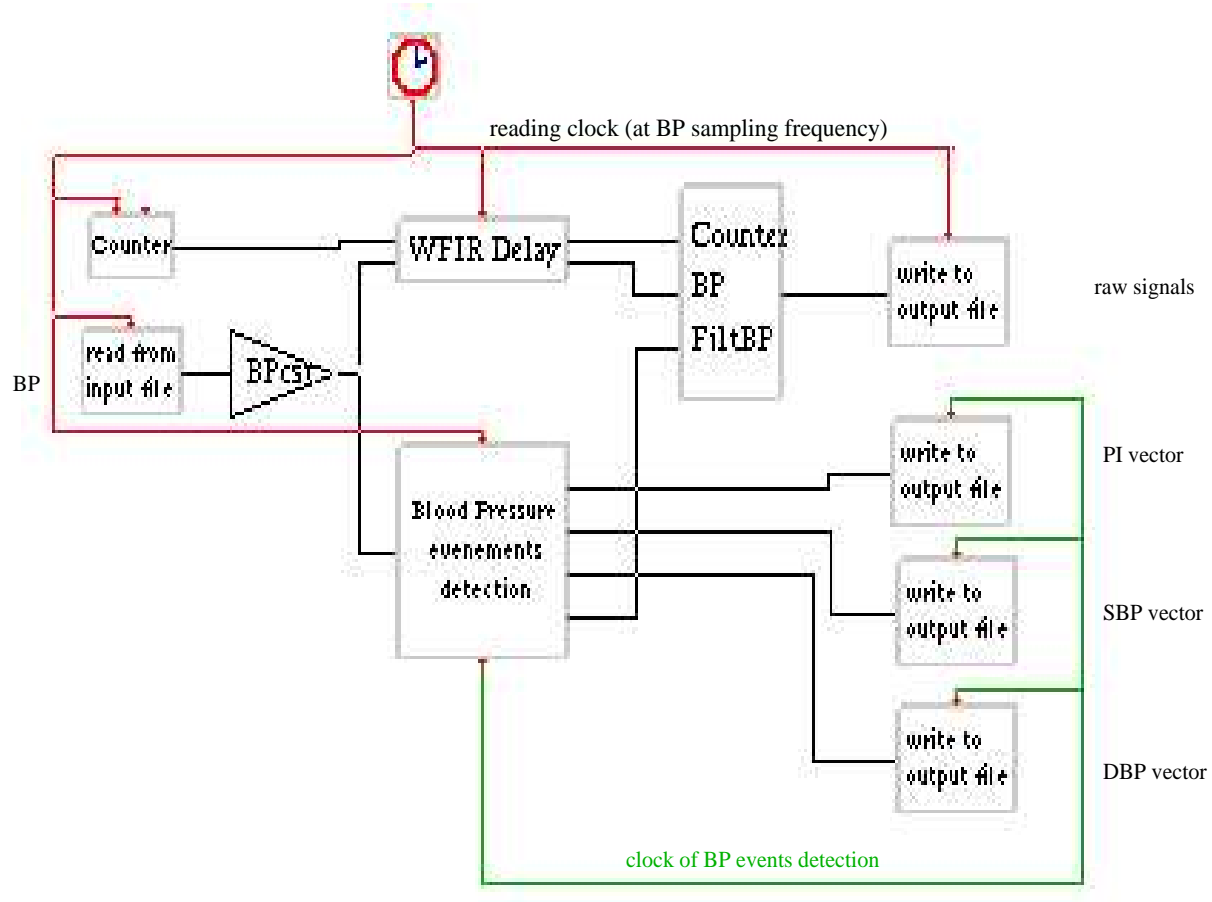 reading clock (at BP sampling frequency)
Counter
WFIR Delay
Counter
BP
FiltBP
write to
output file
raw signals
BP
read from
input file
BPcst
write to
output file
PI vector
Blood Pressure
evenements
detection
write to
output file
SBP vector
write to
output file
DBP vector
clock of BP events detection